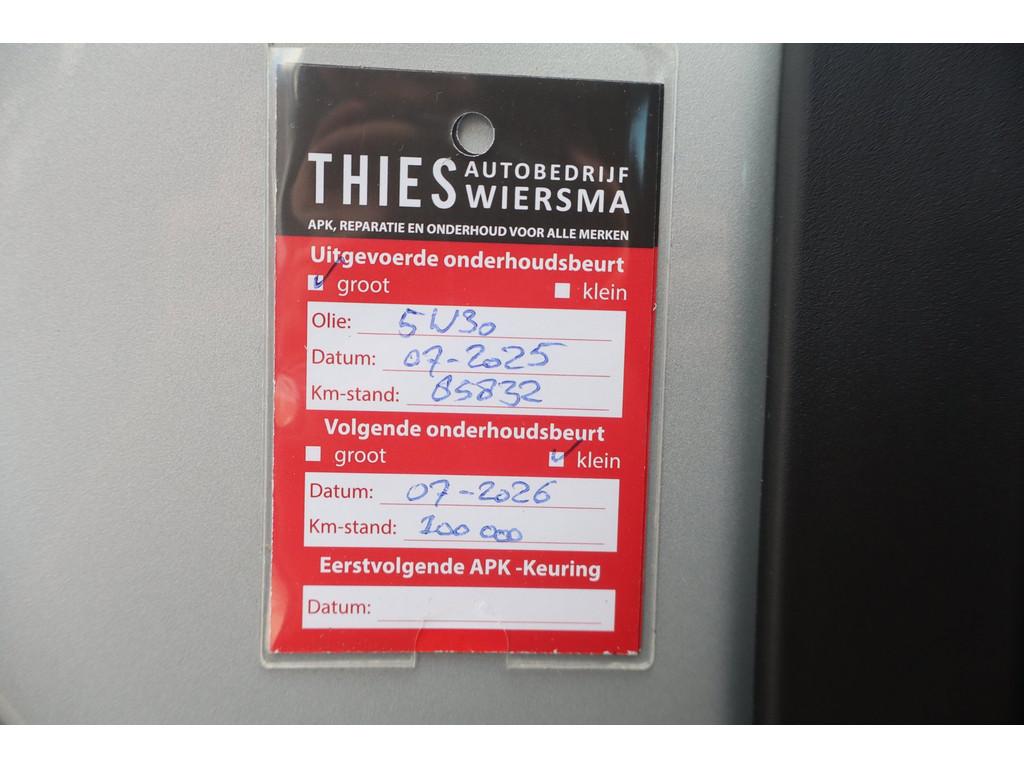 THIES AUTOBEDRIJF WIERSMA
APK, REPARATIE EN ONDERHOUD VOOR ALLE MERKEN
Uitgevoerde onderhoudsbeurt
groot klein
Olie: 5W30
Datum: 07-2025
Km-stand: 85832
Volgende onderhoudsbeurt
groot klein
Datum: 07-2026
Km-stand: 100 000
Eerstvolgende APK -Keuring
Datum: